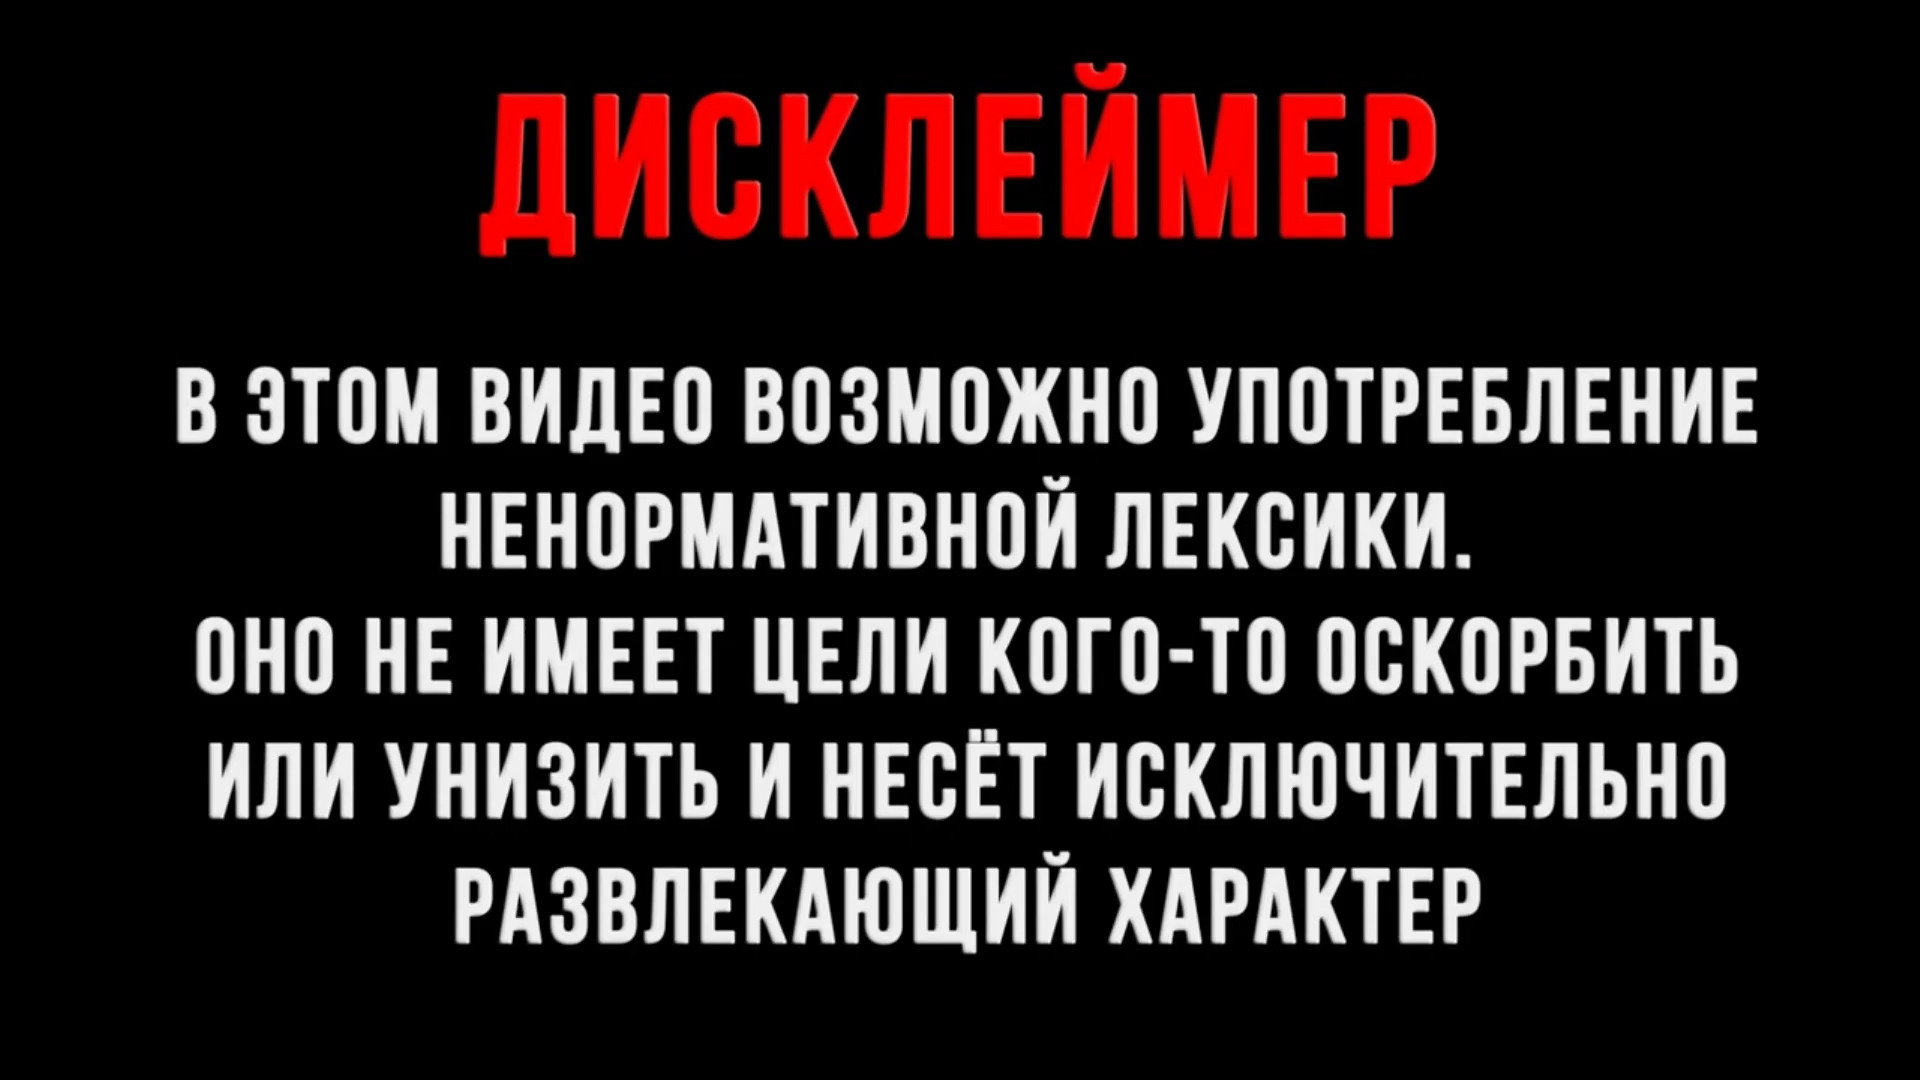 ДИСКЛЕЙМЕР
В ЭТОМ ВИДЕО ВОЗМОЖНО УПОТРЕБЛЕНИЕ
НЕНОРМАТИВНОЙ ЛЕКСИКИ.
ОНО НЕ ИМЕЕТ ЦЕЛИ КОГО-ТО ОСКОРБИТЬ
ИЛИ УНИЗИТЬ И НЕСЁТ ИСКЛЮЧИТЕЛЬНО
РАЗВЛЕКАЮЩИЙ ХАРАКТЕР